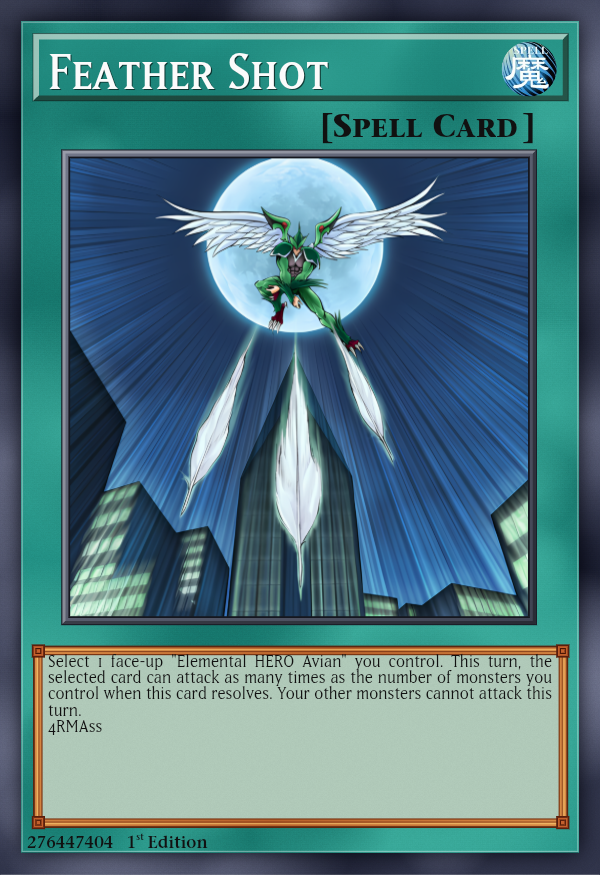 FEATHER SHOT
SPELL
魔
[SPELL CARD]
Select 1 face-up "Elemental HERO Avian" you control. This turn, the
selected card can attack as many times as the number of monsters you
control when this card resolves. Your other monsters cannot attack this
turn.
4RMAss
276447404 1st Edition